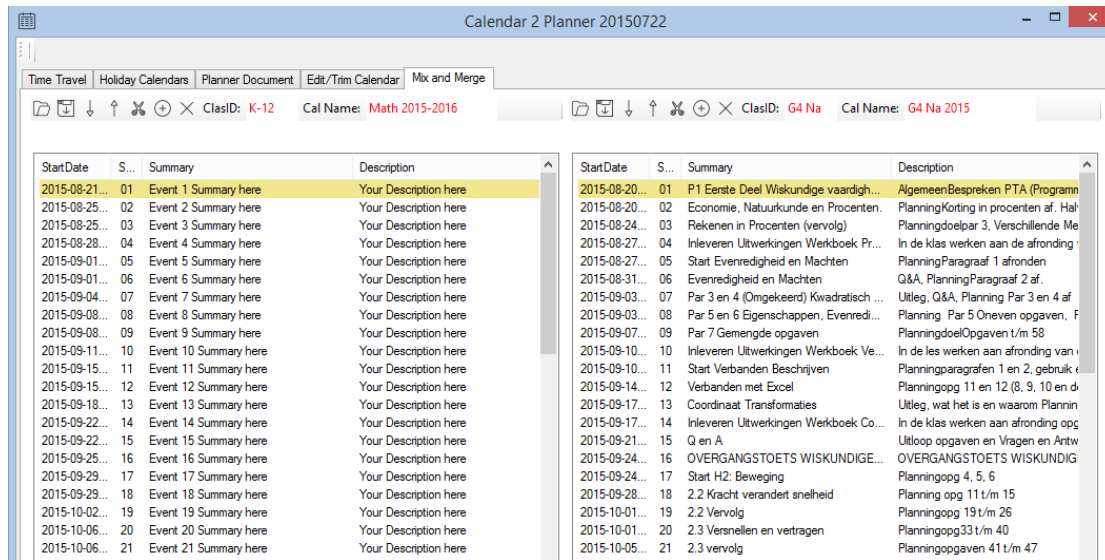 Calendar 2 Planner 20150722
Time Travel Holiday Calendars Planner Document Edit/Trim Calendar Mix and Merge
ClasID: K-12 Cal Name: Math 2015-2016
ClasID: G4 Na Cal Name: G4 Na 2015
StartDate S... Summary Description
2015-08-21... 01 Event 1 Summary here Your Description here
2015-08-25... 02 Event 2 Summary here Your Description here
2015-08-25... 03 Event 3 Summary here Your Description here
2015-08-28... 04 Event 4 Summary here Your Description here
2015-09-01... 05 Event 5 Summary here Your Description here
2015-09-01... 06 Event 6 Summary here Your Description here
2015-09-04... 07 Event 7 Summary here Your Description here
2015-09-08... 08 Event 8 Summary here Your Description here
2015-09-08... 09 Event 9 Summary here Your Description here
2015-09-11... 10 Event 10 Summary here Your Description here
2015-09-15... 11 Event 11 Summary here Your Description here
2015-09-15... 12 Event 12 Summary here Your Description here
2015-09-18... 13 Event 13 Summary here Your Description here
2015-09-22... 14 Event 14 Summary here Your Description here
2015-09-22... 15 Event 15 Summary here Your Description here
2015-09-25... 16 Event 16 Summary here Your Description here
2015-09-29... 17 Event 17 Summary here Your Description here
2015-09-29... 18 Event 18 Summary here Your Description here
2015-10-02... 19 Event 19 Summary here Your Description here
2015-10-06... 20 Event 20 Summary here Your Description here
2015-10-06... 21 Event 21 Summary here Your Description here
StartDate S... Summary Description
2015-08-20... 01 P1 Eerste Deel Wiskundige vaardigh... AlgemeenBespreken PTA (Programm
2015-08-20... 02 Economie, Natuurkunde en Procenten. PlanningKorting in procenten af. Hal
2015-08-24... 03 Rekenen in Procenten (vervolg) Planningdoelpar 3, Verschillende Me
2015-08-27... 04 Inleveren Uitwerkingen Werkboek Pr... In de klas werken aan de afronding
2015-08-27... 05 Start Evenredigheid en Machten PlanningParagraaf 1 afronden
2015-08-31... 06 Evenredigheid en Machten Q&A, PlanningParagraaf 2 af.
2015-09-03... 07 Par 3 en 4 (Omgekeerd) Kwadratisch ... Uitleg, Q&A, Planning Par 3 en 4 af
2015-09-03... 08 Par 5 en 6 Eigenschappen, Evenredi... Planning Par 5 Oneven opgaven,
2015-09-07... 09 Par 7 Gemengde opgaven PlanningdoelOpgaven t/m 58
2015-09-10... 10 Inleveren Uitwerkingen Werkboek Ve... In de les werken aan afronding van
2015-09-10... 11 Start Verbanden Beschrijven Planningparagrafen 1 en 2, gebruik
2015-09-14... 12 Verbanden met Excel Planningopg 11 en 12 (8, 9, 10 en
2015-09-17... 13 Coordinaat Transformaties Uitleg, wat het is en waarom Plannin
2015-09-17... 14 Inleveren Uitwerkingen Werkboek Co... In de klas werken aan afronding opg
2015-09-21... 15 Q en A Uitloop opgaven en Vragen en Antw
2015-09-24... 16 OVERGANGSTOETS WISKUNDIGE... OVERGANGSTOETS WISKUNDIG
2015-09-24... 17 Start H2: Beweging Planningopg 4, 5, 6
2015-09-28... 18 2.2 Kracht verandert snelheid Planning opg 11 t/m 15
2015-10-01... 19 2.2 Vervolg Planningopg 19 t/m 26
2015-10-01... 20 2.3 Versnellen en vertragen Planningopg33 t/m 40
2015-10-05... 21 2.3 vervolg Planningopgaven 41 t/m 47